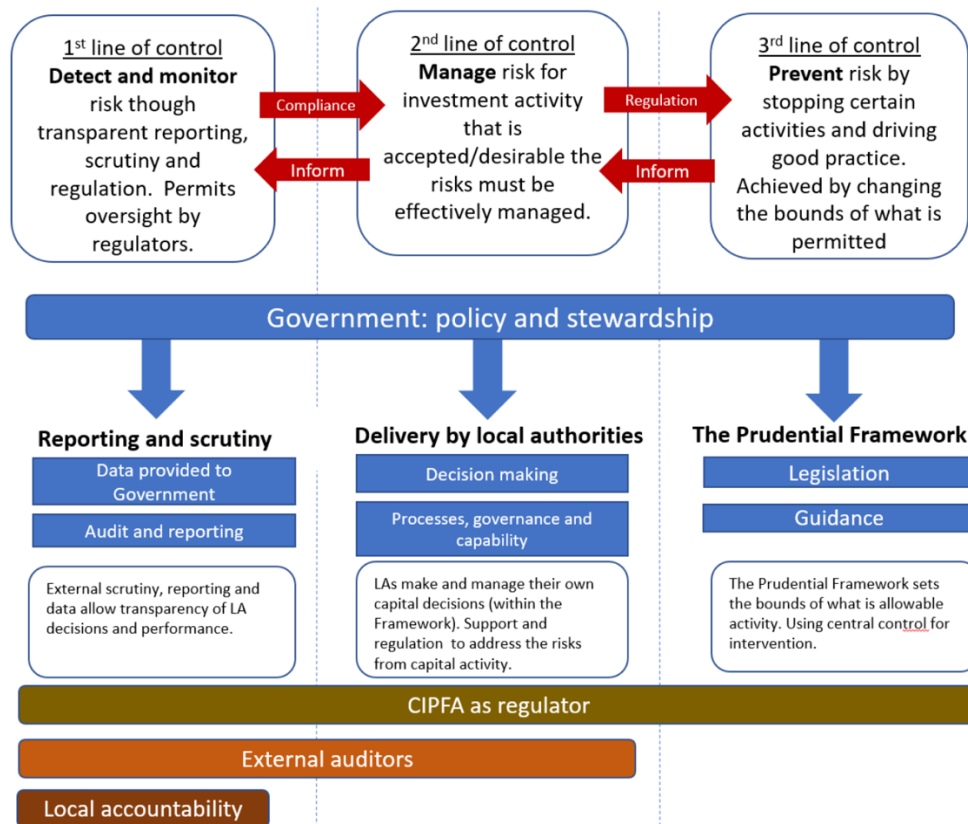 1st line of control
Detect and monitor
risk though
transparent reporting,
scrutiny and
regulation. Permits
oversight by
regulators.
Compliance
Inform
2nd line of control
Manage risk for
investment activity
that is
accepted/desirable the
risks must be
effectively managed.
Regulation
Inform
3rd line of control
Prevent risk by
stopping certain
activities and driving
good practice.
Achieved by changing
the bounds of what is
permitted
Government: policy and stewardship
Reporting and scrutiny
Data provided to
Government
Audit and reporting
External scrutiny, reporting and
data allow transparency of LA
decisions and performance.
Delivery by local authorities
Decision making
Processes, governance and
capability
LAs make and manage their own
capital decisions (within the
Framework). Support and
regulation to address the risks
from capital activity.
The Prudential Framework
Legislation
Guidance
The Prudential Framework sets
the bounds of what is allowable
activity. Using central control for
intervention.
CIPFA as regulator
External auditors
Local accountability